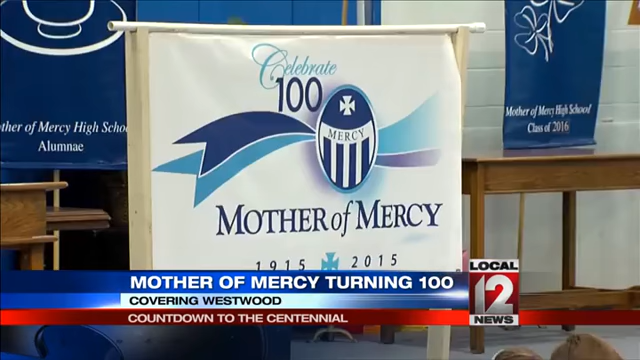 other of Mercy High School
Alumnae
Celebrate
100
MERCY
MOTHER of MERCY
1915 2015
Mother of Mercy High School
Class of 2016
MOTHER OF MERCY TURNING 100
COVERING WESTWOOD
COUNTDOWN TO THE CENTENNIAL
LOCAL
12
NEWS